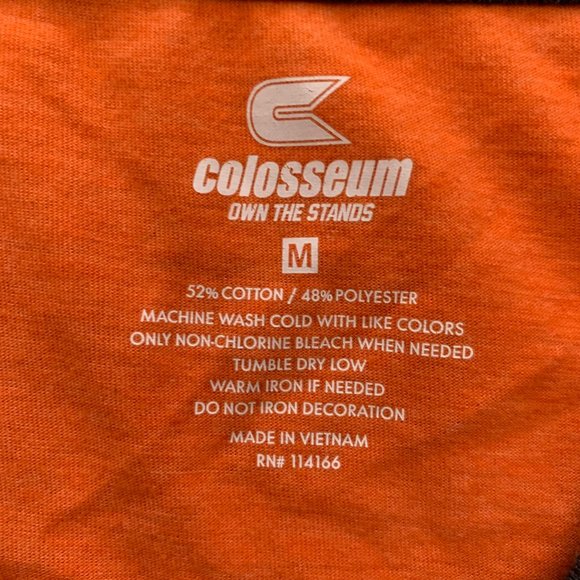 COLOSSEUM
OWN THE STANDS
M
52% COTTON / 48% POLYESTER
MACHINE WASH COLD WITH LIKE COLORS
ONLY NON-CHLORINE BLEACH WHEN NEEDED
TUMBLE DRY LOW
WARM IRON IF NEEDED
DO NOT IRON DECORATION
MADE IN VIETNAM
RN# 114166